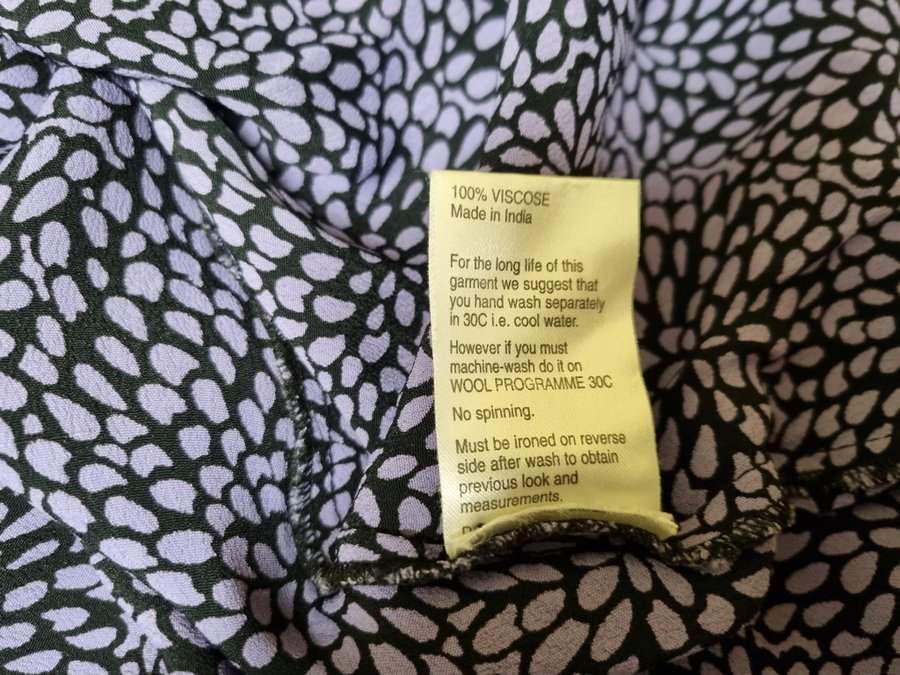 100% VISCOSE
Made in India
For the long life of this
garment we suggest that
you hand wash separately
in 30C i.e. cool water.
However if you must
machine-wash do it on
WOOL PROGRAMME 30C
No spinning.
Must be ironed on reverse
side after wash to obtain
previous look and
measurements.